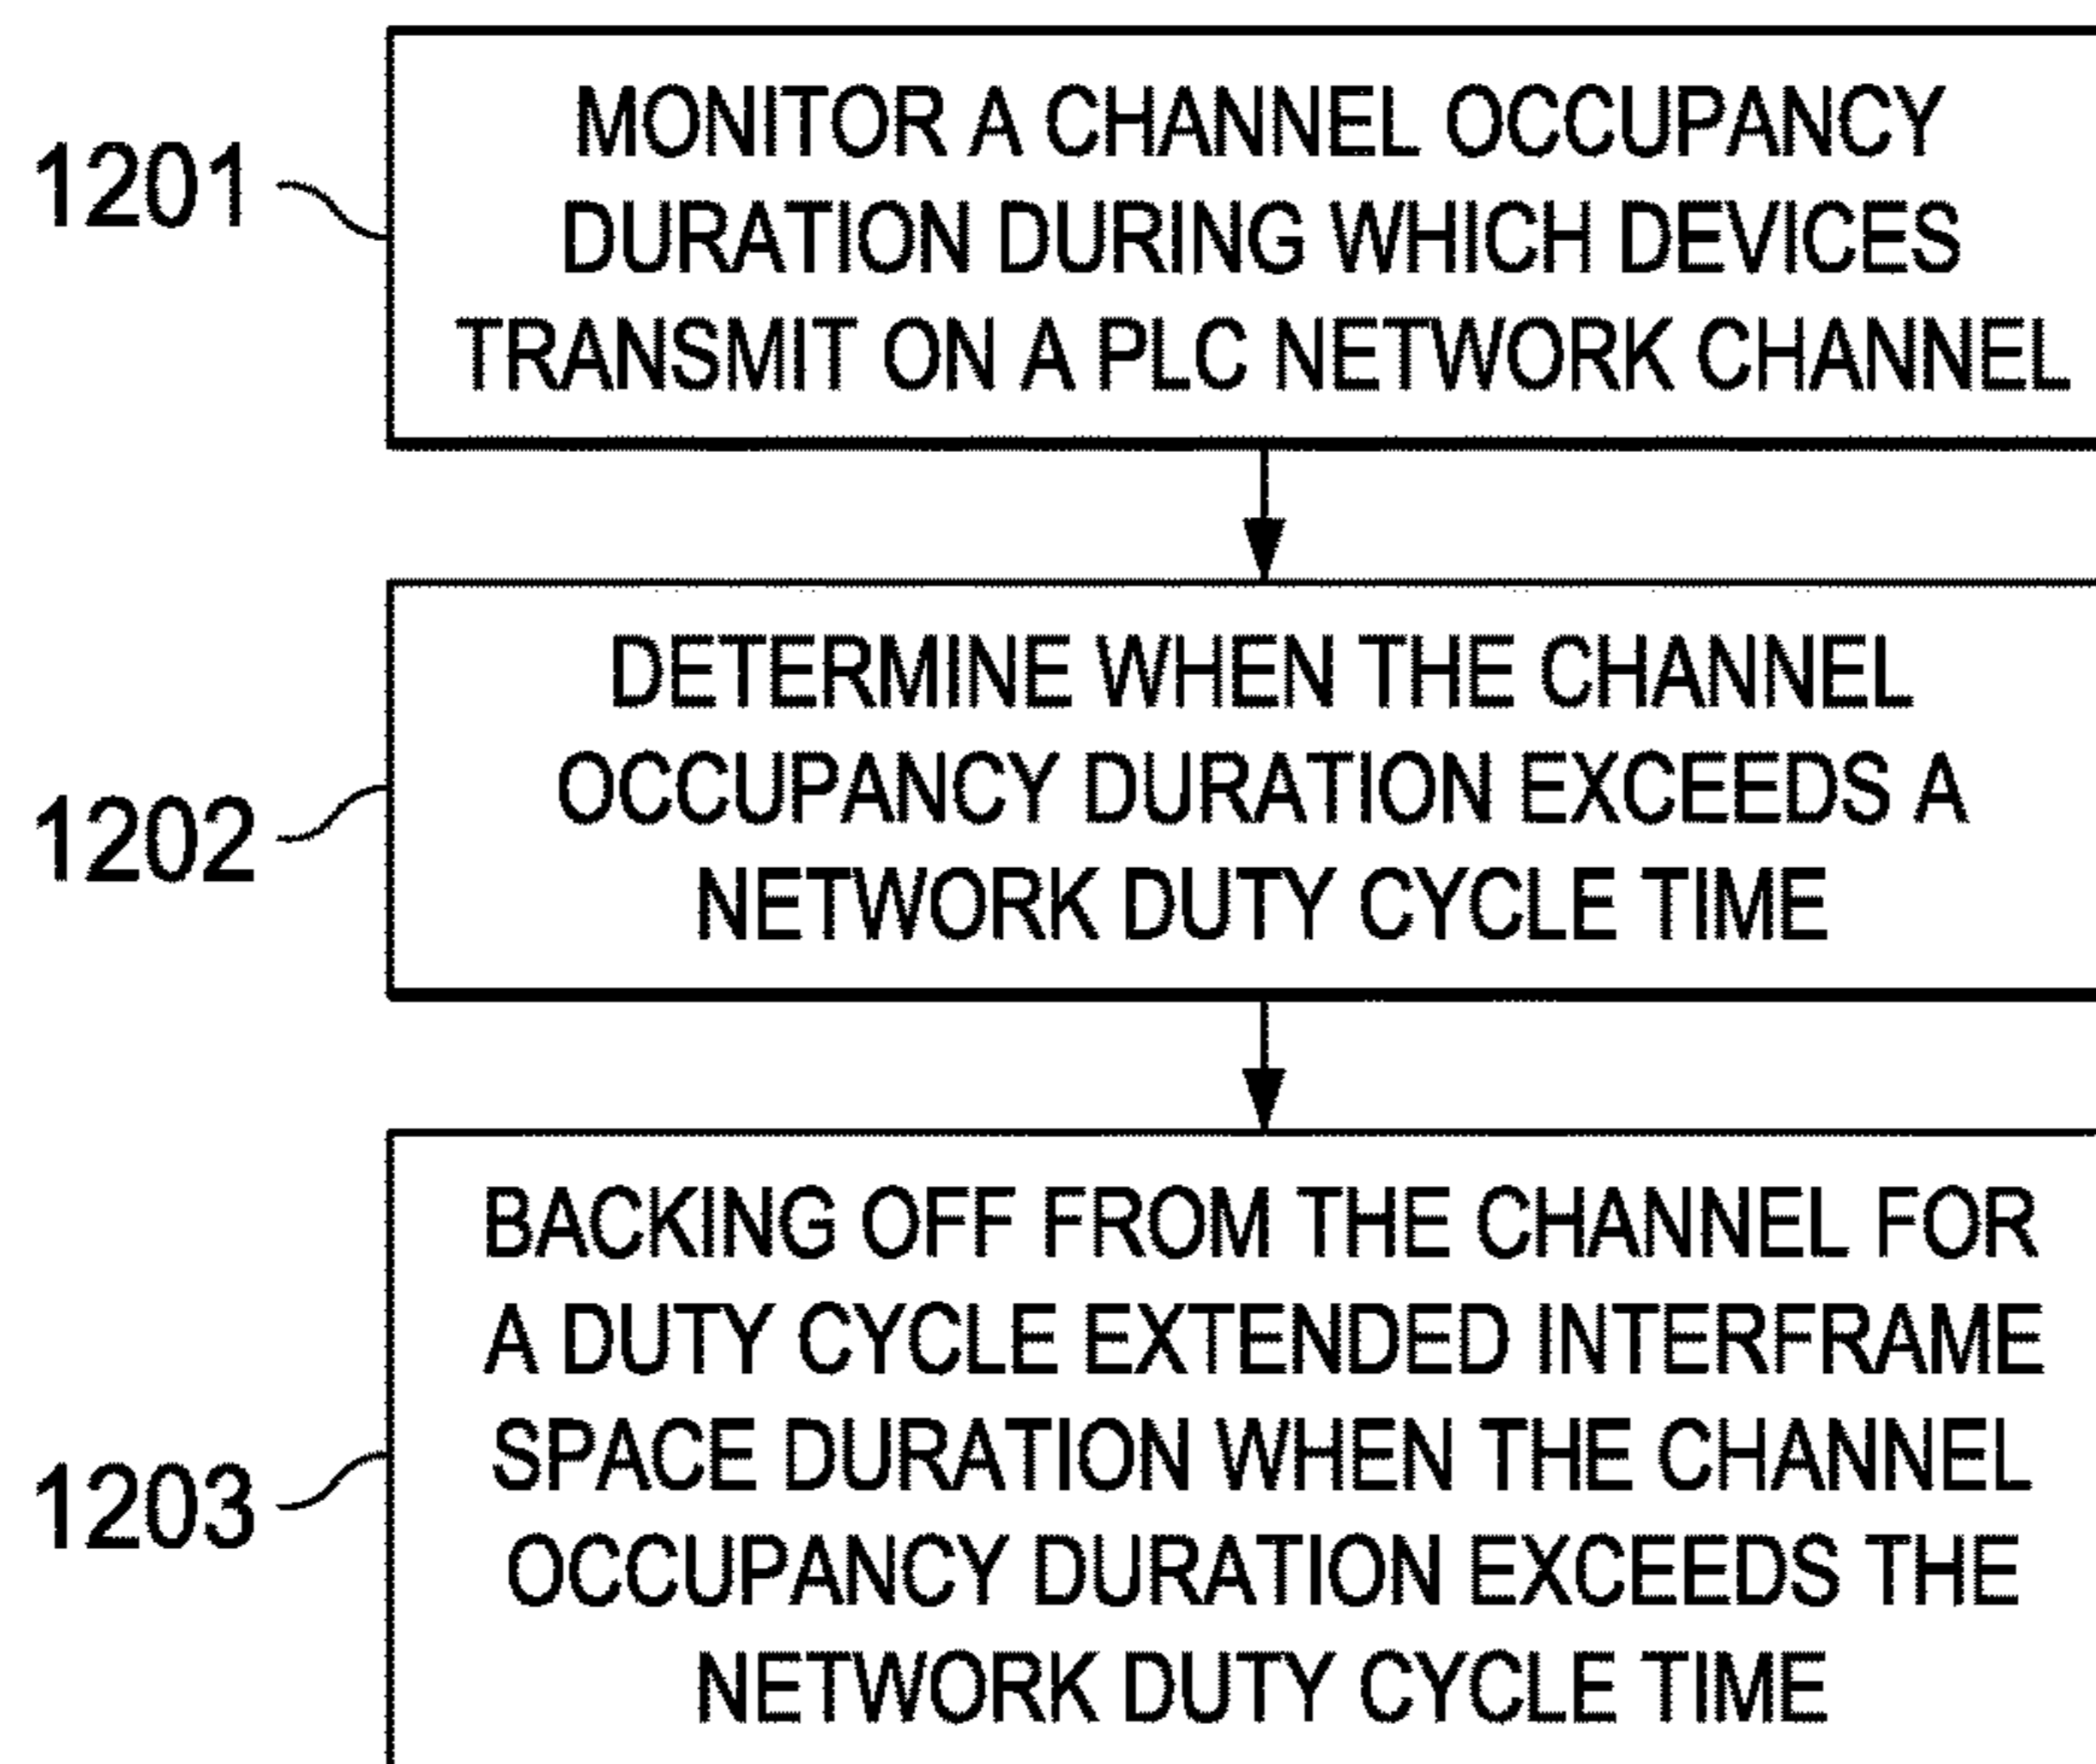 1201
MONITOR A CHANNEL OCCUPANCY
DURATION DURING WHICH DEVICES
TRANSMIT ON A PLC NETWORK CHANNEL
1202
DETERMINE WHEN THE CHANNEL
OCCUPANCY DURATION EXCEEDS A
NETWORK DUTY CYCLE TIME
1203
BACKING OFF FROM THE CHANNEL FOR
A DUTY CYCLE EXTENDED INTERFRAME
SPACE DURATION WHEN THE CHANNEL
OCCUPANCY DURATION EXCEEDS THE
NETWORK DUTY CYCLE TIME